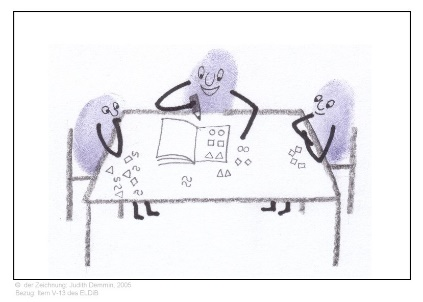 © der Zeichnung: Judith Demmin, 2005
Bezug: Item V-13 des ELDiB